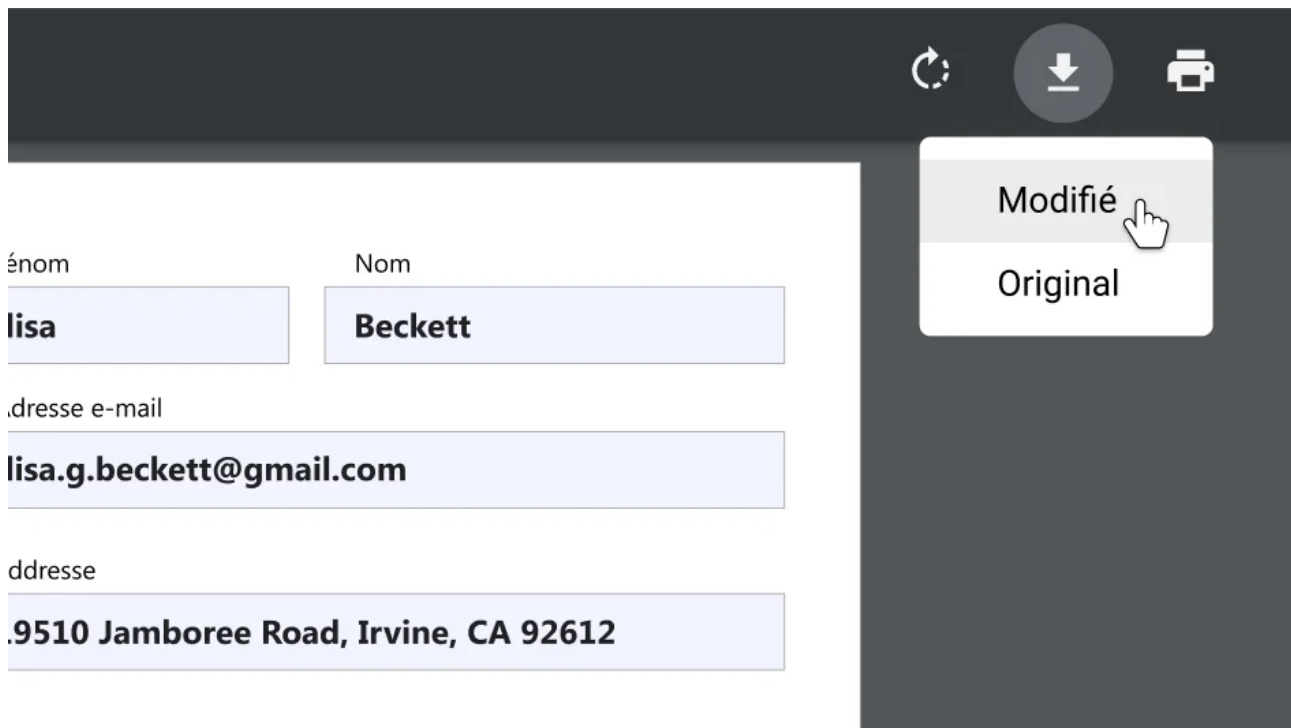 Modifié
Original
énom Nom
lisa Beckett
dresse e-mail
lisa.g.beckett@gmail.com
ddresse
9510 Jamboree Road, Irvine, CA 92612